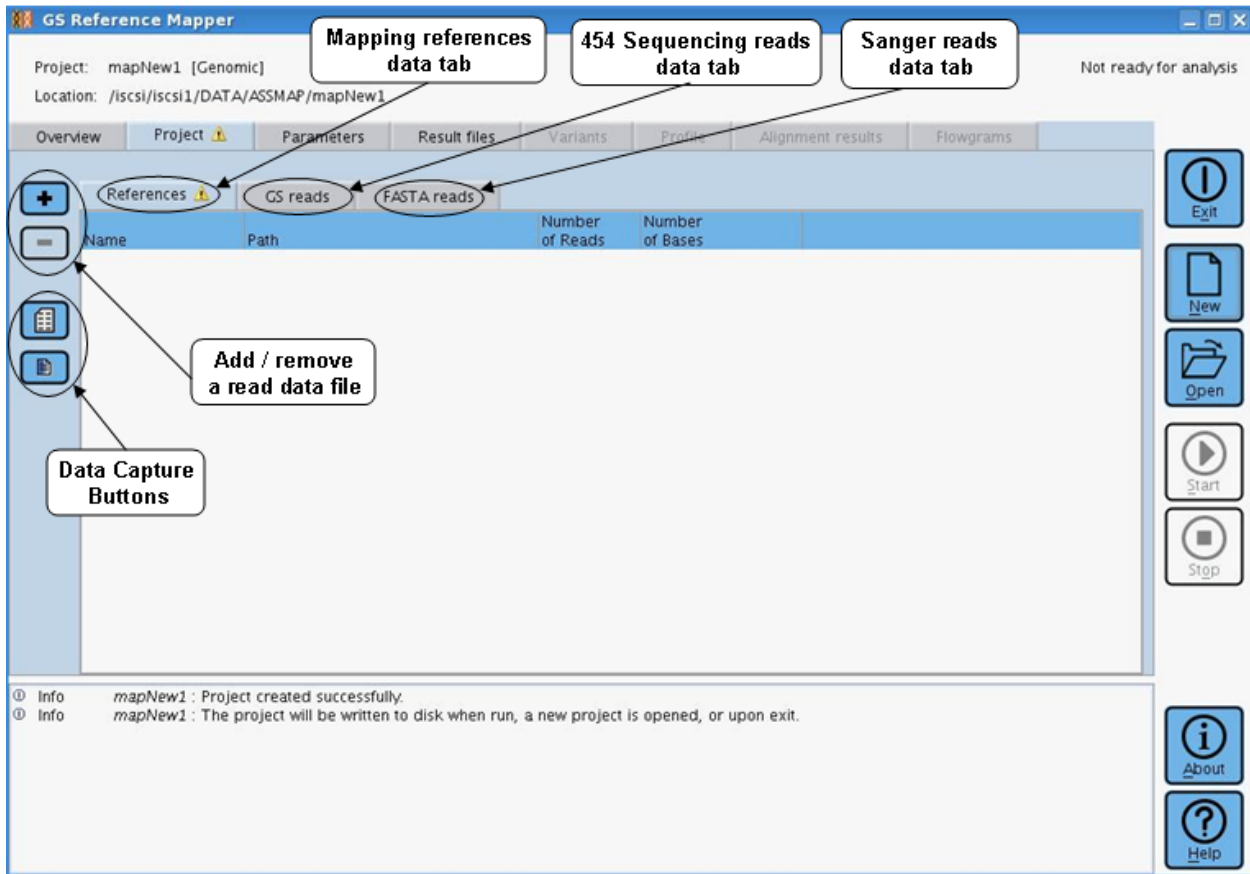 GS Reference Mapper
Mapping references
data tab
454 Sequencing reads
data tab
Sanger reads
data tab
Project: mapNew1 [Genomic]
Not ready for analysis
Location: /iscsi/iscsi1/DATA/ASSMAP/mapNew1
Overview Project Parameters Result files Variants Profile Alignment results Flowgrams
References GS reads FASTA reads
Name Path Number of Reads Number of Bases
Add / remove
a read data file
Data Capture
Buttons
Exit
New
Open
Start
Stop
Info mapNew1 : Project created successfully.
Info mapNew1 : The project will be written to disk when run, a new project is opened, or upon exit.
About
Help